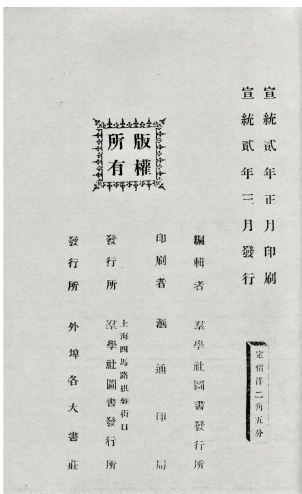 宣統貳年正月印刷
宣統貳年三月發行
定價洋二角五分
版權所有
編輯者 羣學社圖書發行所
印刷者 滙通印局
上海四馬路棋盤街口
發行所 羣學社圖書發行所
發行所 外埠各大書莊